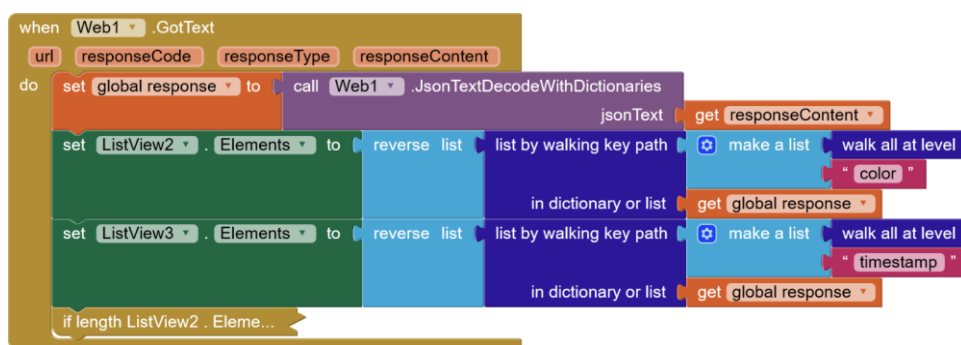 when Web1 .GotText
url responseCode responseType responseContent
do set global response to call Web1 .JsonTextDecodeWithDictionaries
jsonText get responseContent
set ListView2 . Elements to reverse list list by walking key path make a list walk all at level
" color "
in dictionary or list get global response
set ListView3 . Elements to reverse list list by walking key path make a list walk all at level
" timestamp "
in dictionary or list get global response
if length ListView2 . Eleme...